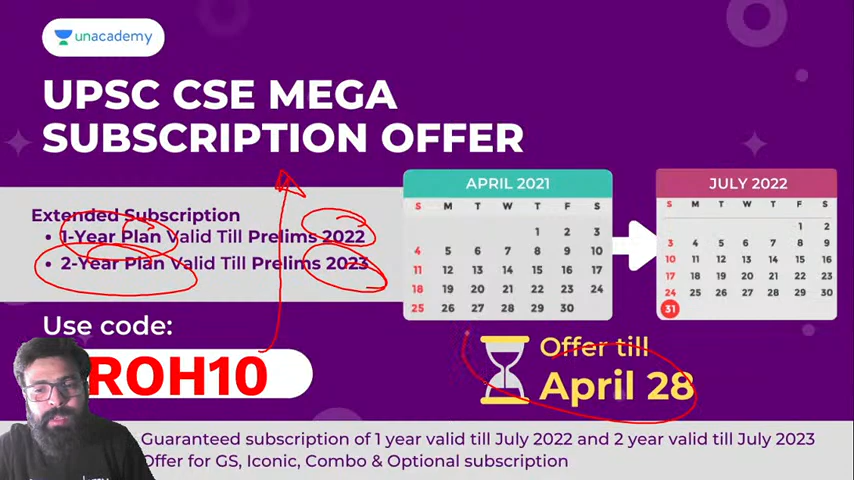 unacademy
UPSC CSE MEGA
SUBSCRIPTION OFFER
Extended Subscription
• 1-Year Plan Valid Till Prelims 2022
• 2-Year Plan Valid Till Prelims 2023
APRIL 2021
S M T W T F S
1 2 3
4 5 6 7 8 9 10
11 12 13 14 15 16 17
18 19 20 21 22 23 24
25 26 27 28 29 30
JULY 2022
S M T W T F S
1 2
3 4 5 6 7 8 9
10 11 12 13 14 15 16
17 18 19 20 21 22 23
24 25 26 27 28 29 30
31
Use code:
ROH10
Offer till
April 28
Guaranteed subscription of 1 year valid till July 2022 and 2 year valid till July 2023
Offer for GS, Iconic, Combo & Optional subscription